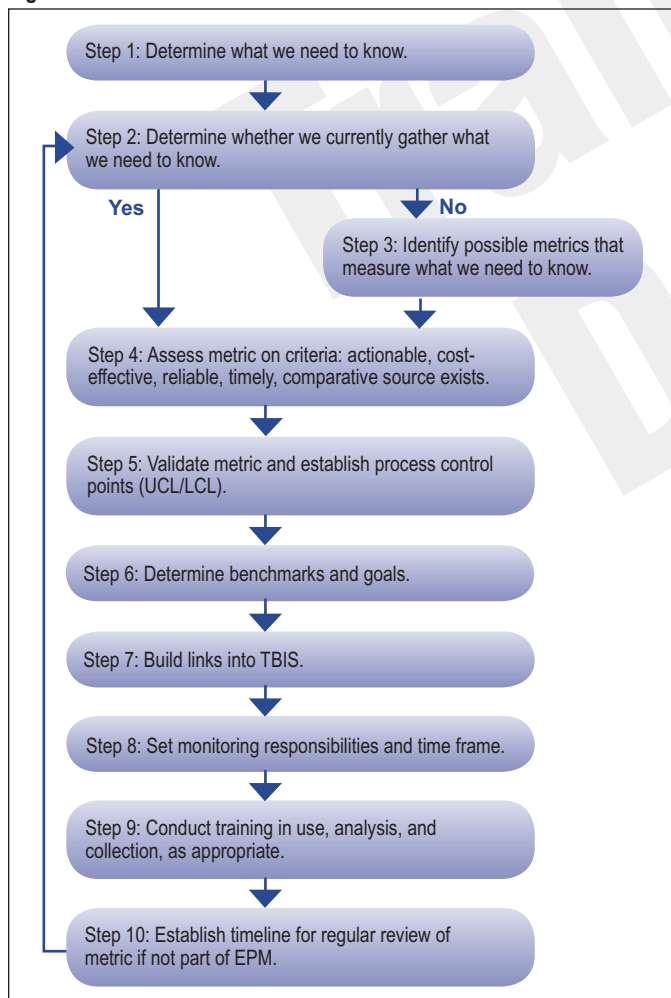 Step 1: Determine what we need to know.
Step 2: Determine whether we currently gather what
we need to know.
Yes
No
Step 3: Identify possible metrics that
measure what we need to know.
Step 4: Assess metric on criteria: actionable, cost-
effective, reliable, timely, comparative source exists.
Step 5: Validate metric and establish process control
points (UCL/LCL).
Step 6: Determine benchmarks and goals.
Step 7: Build links into TBIS.
Step 8: Set monitoring responsibilities and time frame.
Step 9: Conduct training in use, analysis, and
collection, as appropriate.
Step 10: Establish timeline for regular review of
metric if not part of EPM.